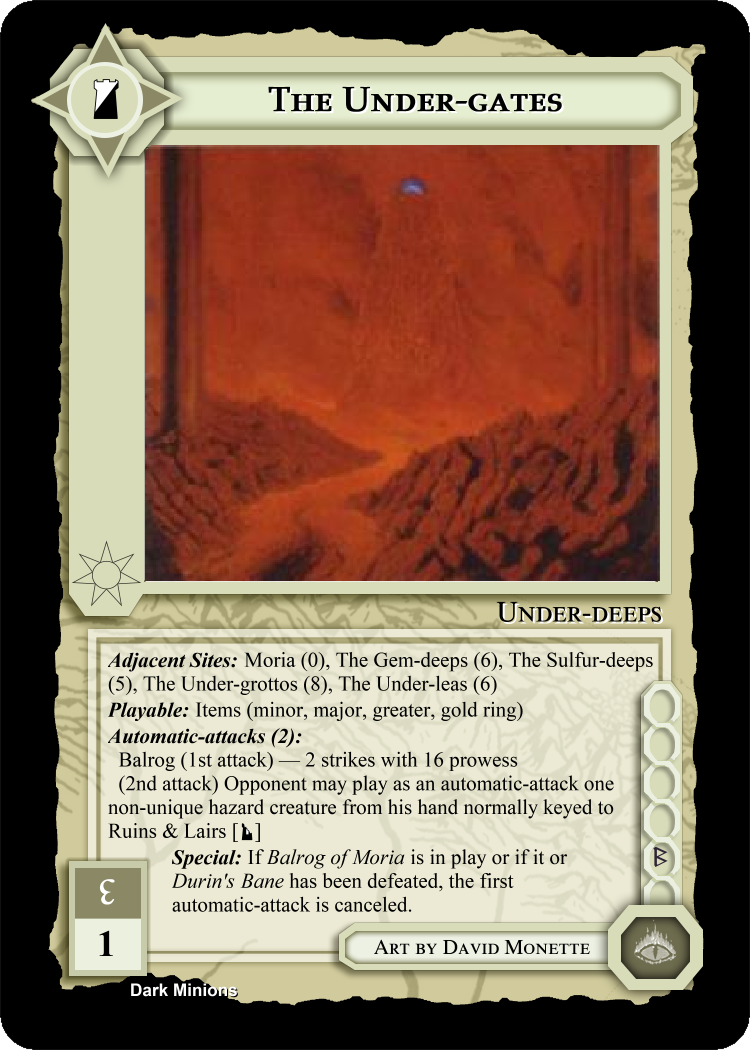 The Under-gates
Under-deeps
Adjacent Sites: Moria (0), The Gem-deeps (6), The Sulfur-deeps
(5), The Under-grottos (8), The Under-leas (6)
Playable: Items (minor, major, greater, gold ring)
Automatic-attacks (2):
Balrog (1st attack) — 2 strikes with 16 prowess
(2nd attack) Opponent may play as an automatic-attack one
non-unique hazard creature from his hand normally keyed to
Ruins & Lairs [ ]
Special: If Balrog of Moria is in play or if it or
Durin's Bane has been defeated, the first
automatic-attack is canceled.
ᛒ
ε
1
Art by David Monette
Dark Minions